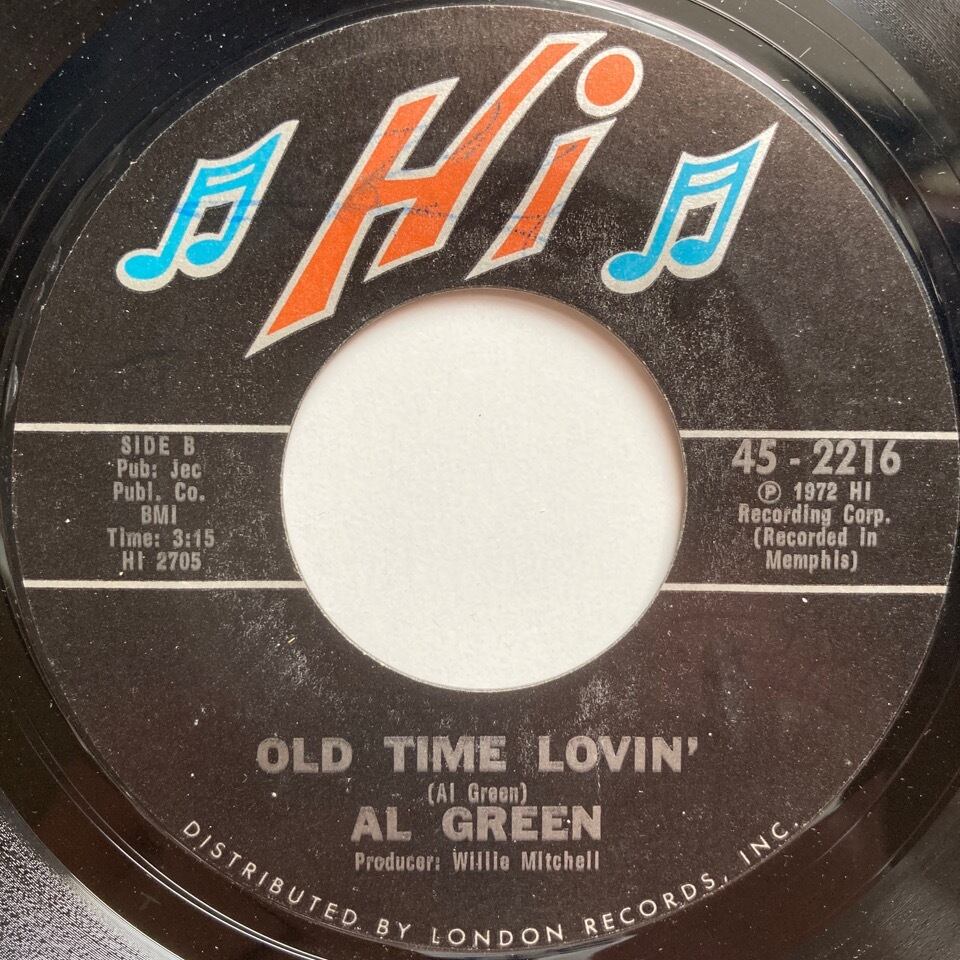 Hi
SIDE B
Pub: Jec
Publ. Co.
BMI
Time: 3:15
HI 2705
45 - 2216
Ⓟ 1972 HI
Recording Corp.
(Recorded in
Memphis)
OLD TIME LOVIN'
(Al Green)
AL GREEN
Producer: Willie Mitchell
DISTRIBUTED BY LONDON RECORDS, INC.